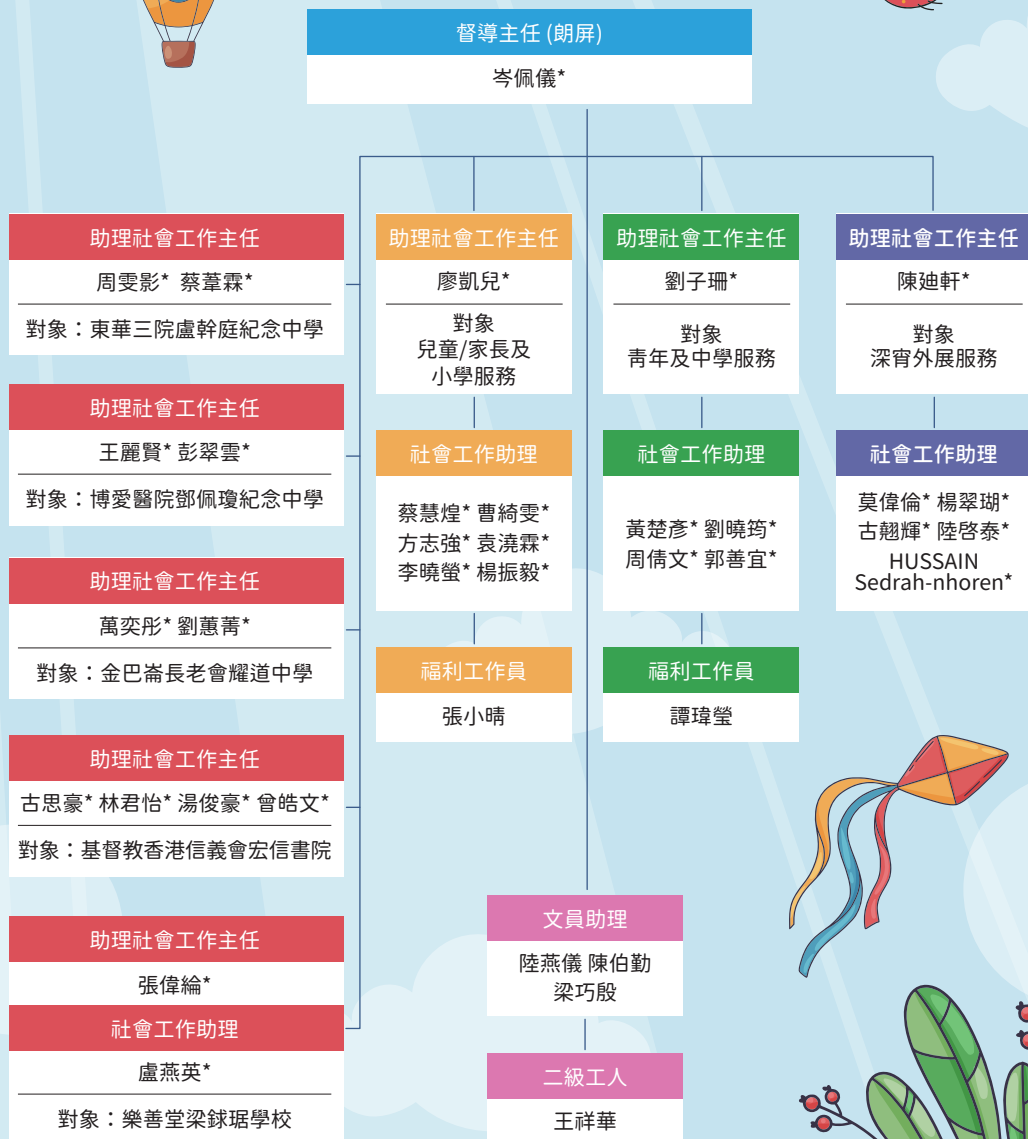 督導主任 (朗屏)
岑佩儀*
助理社會工作主任
周雯影* 蔡葦霖*
對象：東華三院盧幹庭紀念中學
助理社會工作主任
王麗賢* 彭翠雲*
對象：博愛醫院鄧佩瓊紀念中學
助理社會工作主任
萬奕彤* 劉蕙菁*
對象：金巴崙長老會耀道中學
助理社會工作主任
古思豪* 林君怡* 湯俊豪* 曾皓文*
對象：基督教香港信義會宏信書院
助理社會工作主任
張偉綸*
社會工作助理
盧燕英*
對象：樂善堂梁銶琚學校
助理社會工作主任
廖凱兒*
對象
兒童/家長及
小學服務
社會工作助理
蔡慧煌* 曹綺雯*
方志強* 袁澆霖*
李曉螢* 楊振毅*
福利工作員
張小晴
助理社會工作主任
劉子珊*
對象
青年及中學服務
社會工作助理
黃楚彥* 劉曉筠*
周倩文* 郭善宜*
福利工作員
譚瑋瑩
助理社會工作主任
陳廸軒*
對象
深宵外展服務
社會工作助理
莫偉倫* 楊翠瑚*
古翹輝* 陸啓泰*
HUSSAIN
Sedrah-nhoren*
文員助理
陸燕儀 陳伯勤
梁巧殷
二級工人
王祥華